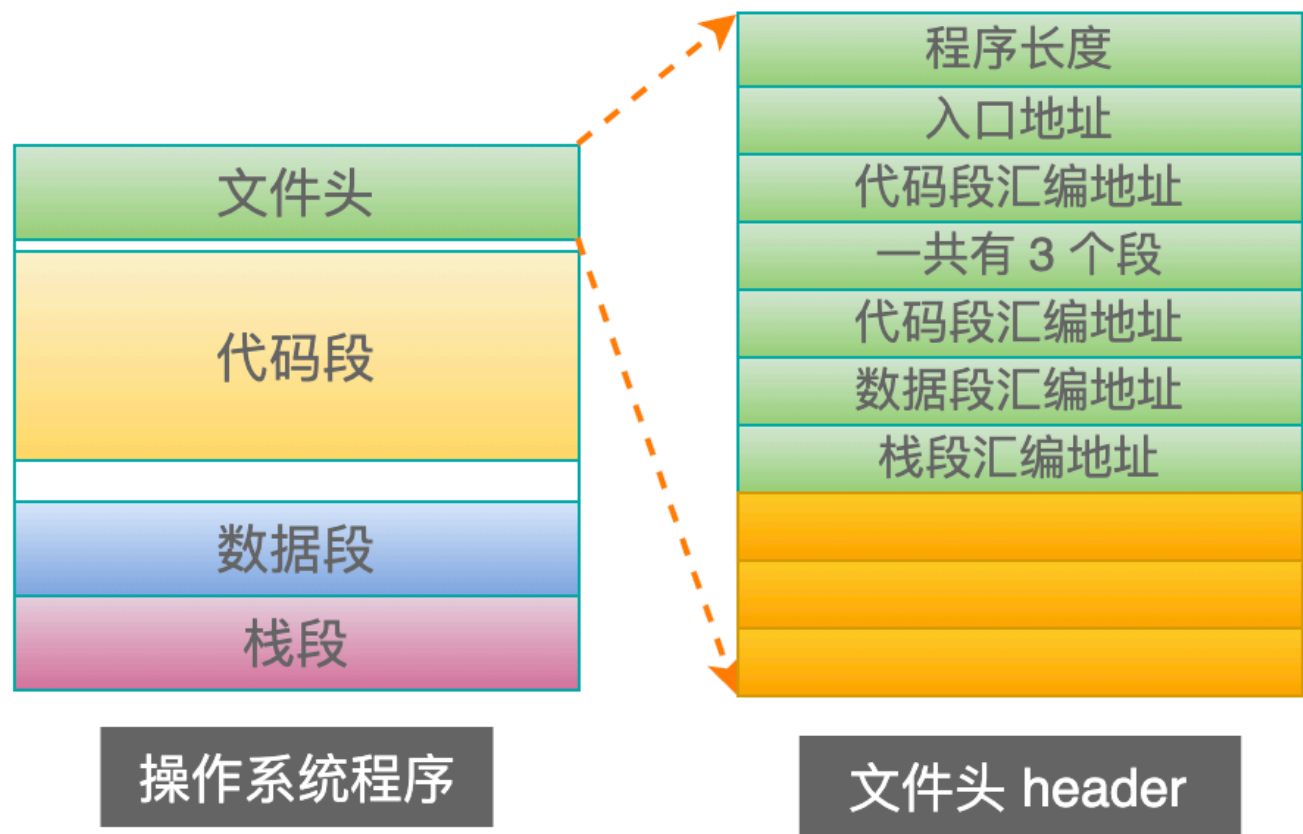 文件头
代码段
数据段
栈段
操作系统程序
程序长度
入口地址
代码段汇编地址
一共有 3 个段
代码段汇编地址
数据段汇编地址
栈段汇编地址
文件头 header